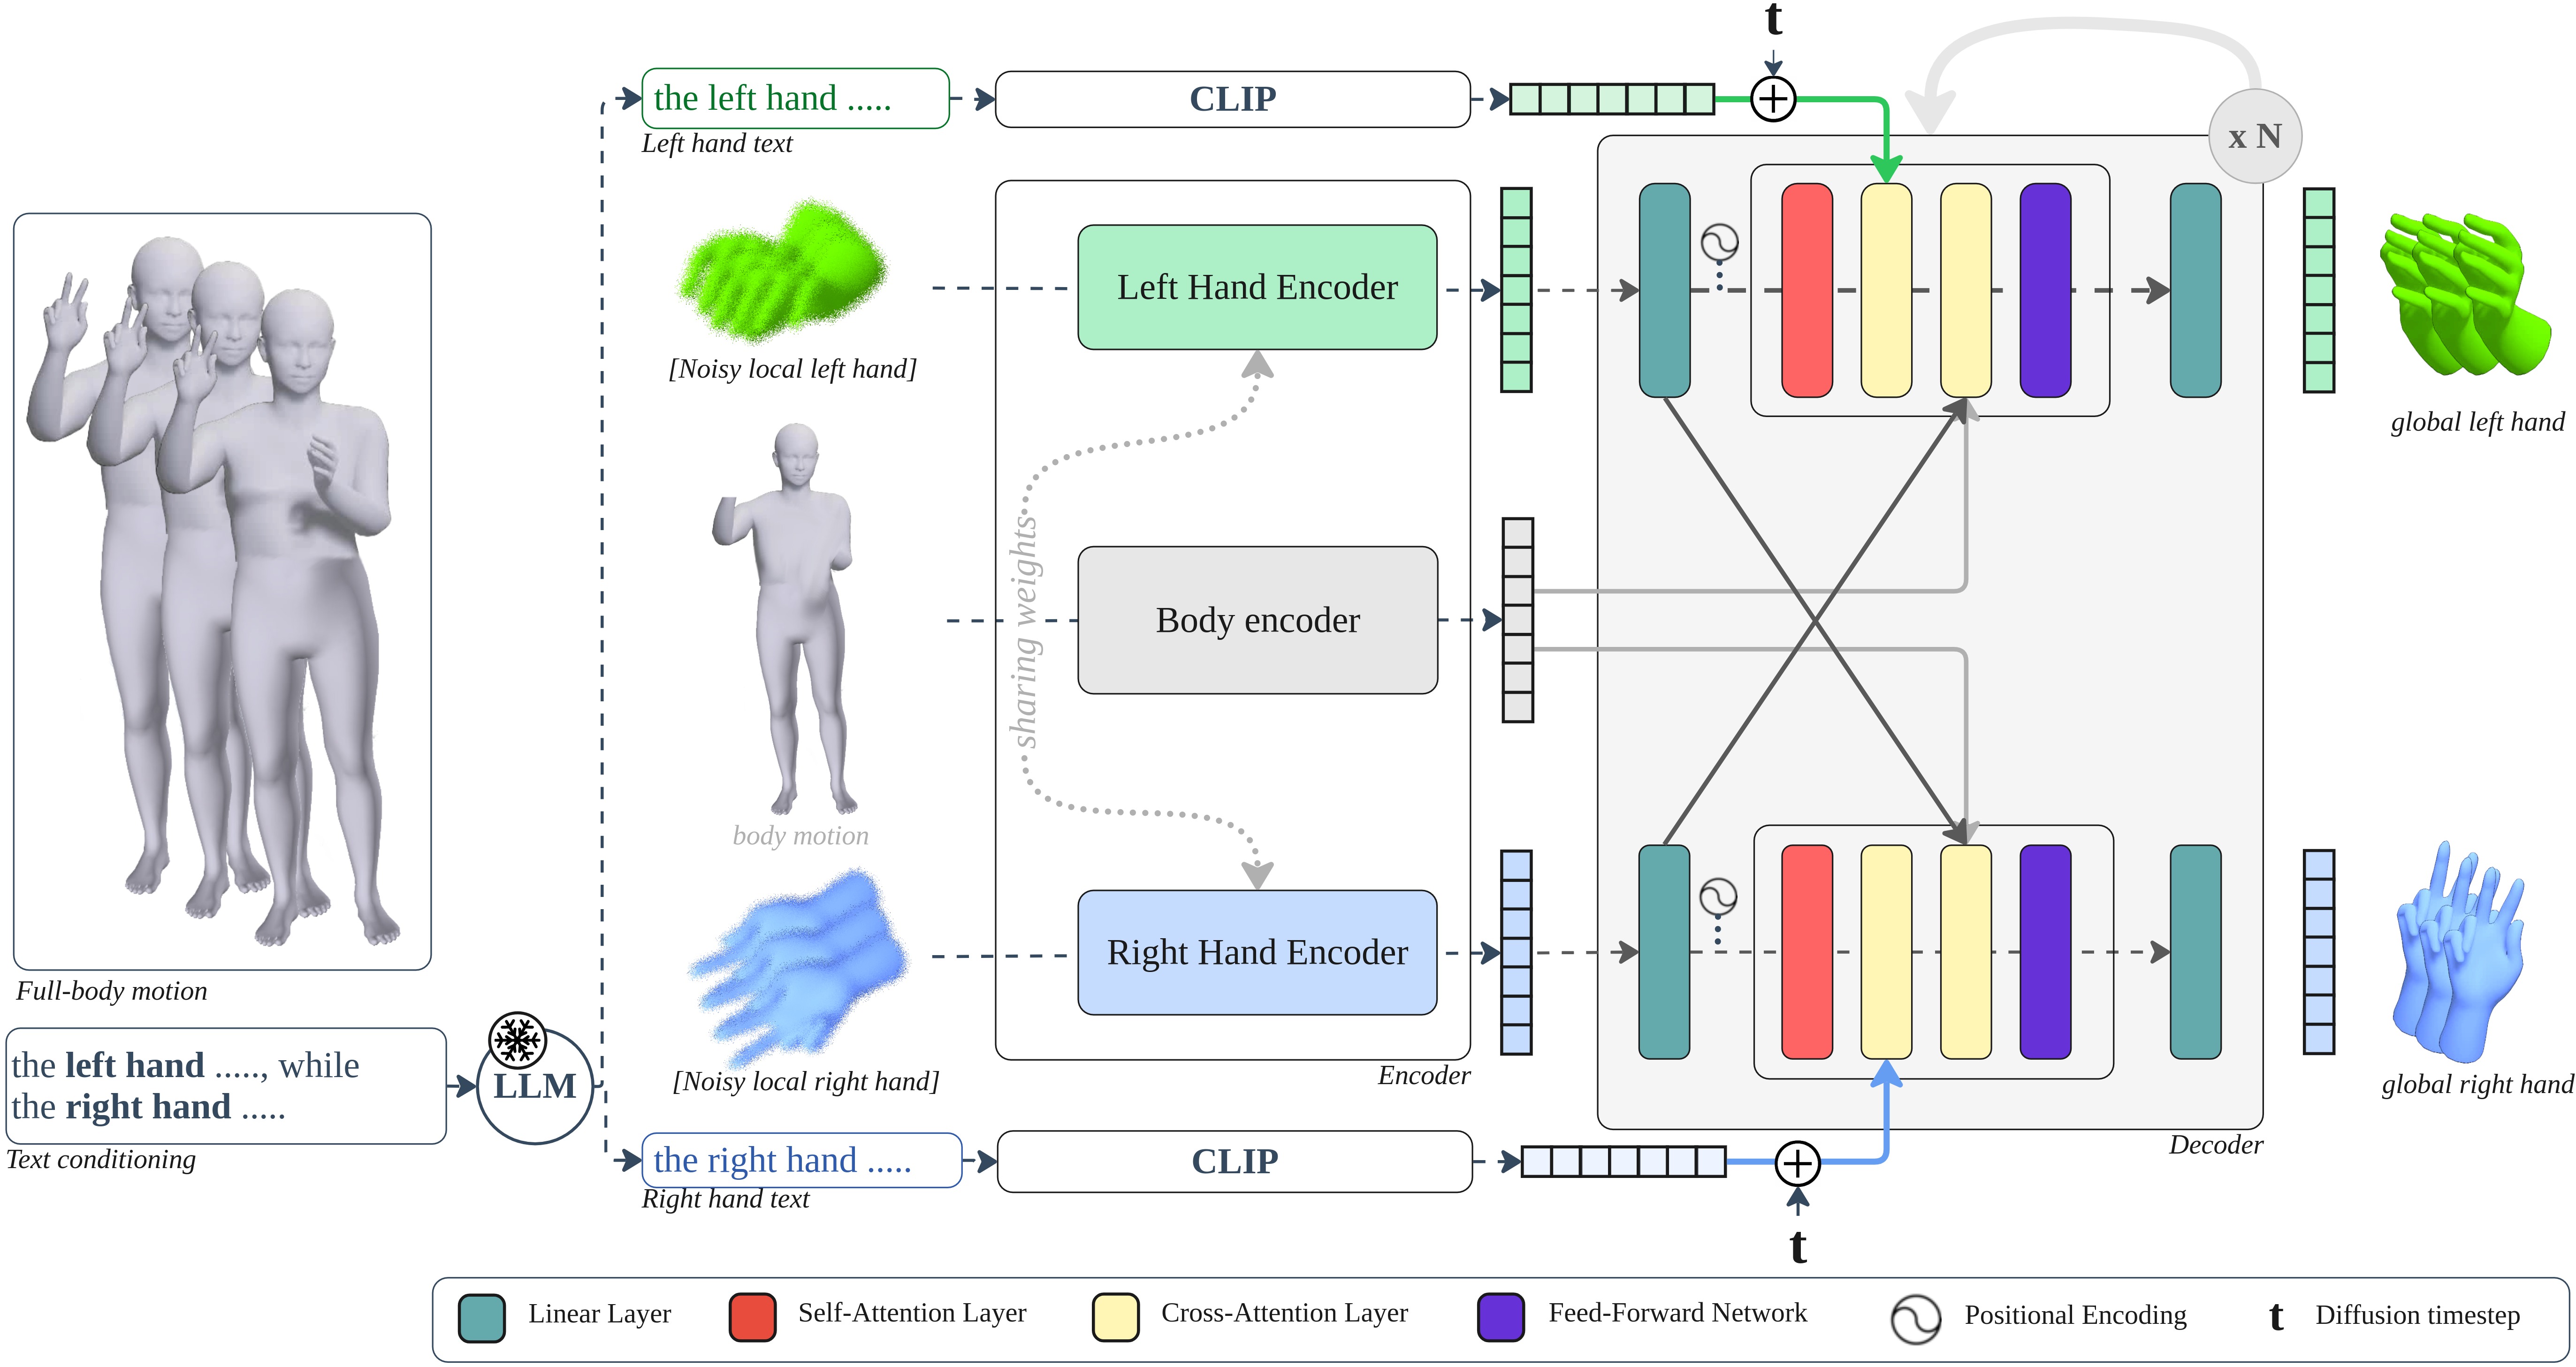 t
the left hand .....
CLIP
Left hand text
x N
[Noisy local left hand]
Left Hand Encoder
global left hand
sharing weights
Body encoder
body motion
Right Hand Encoder
Full-body motion
[Noisy local right hand]
Encoder
global right hand
the left hand ....., while
the right hand .....
LLM
Text conditioning
Decoder
the right hand .....
CLIP
Right hand text
t
Linear Layer
Self-Attention Layer
Cross-Attention Layer
Feed-Forward Network
Positional Encoding
t Diffusion timestep